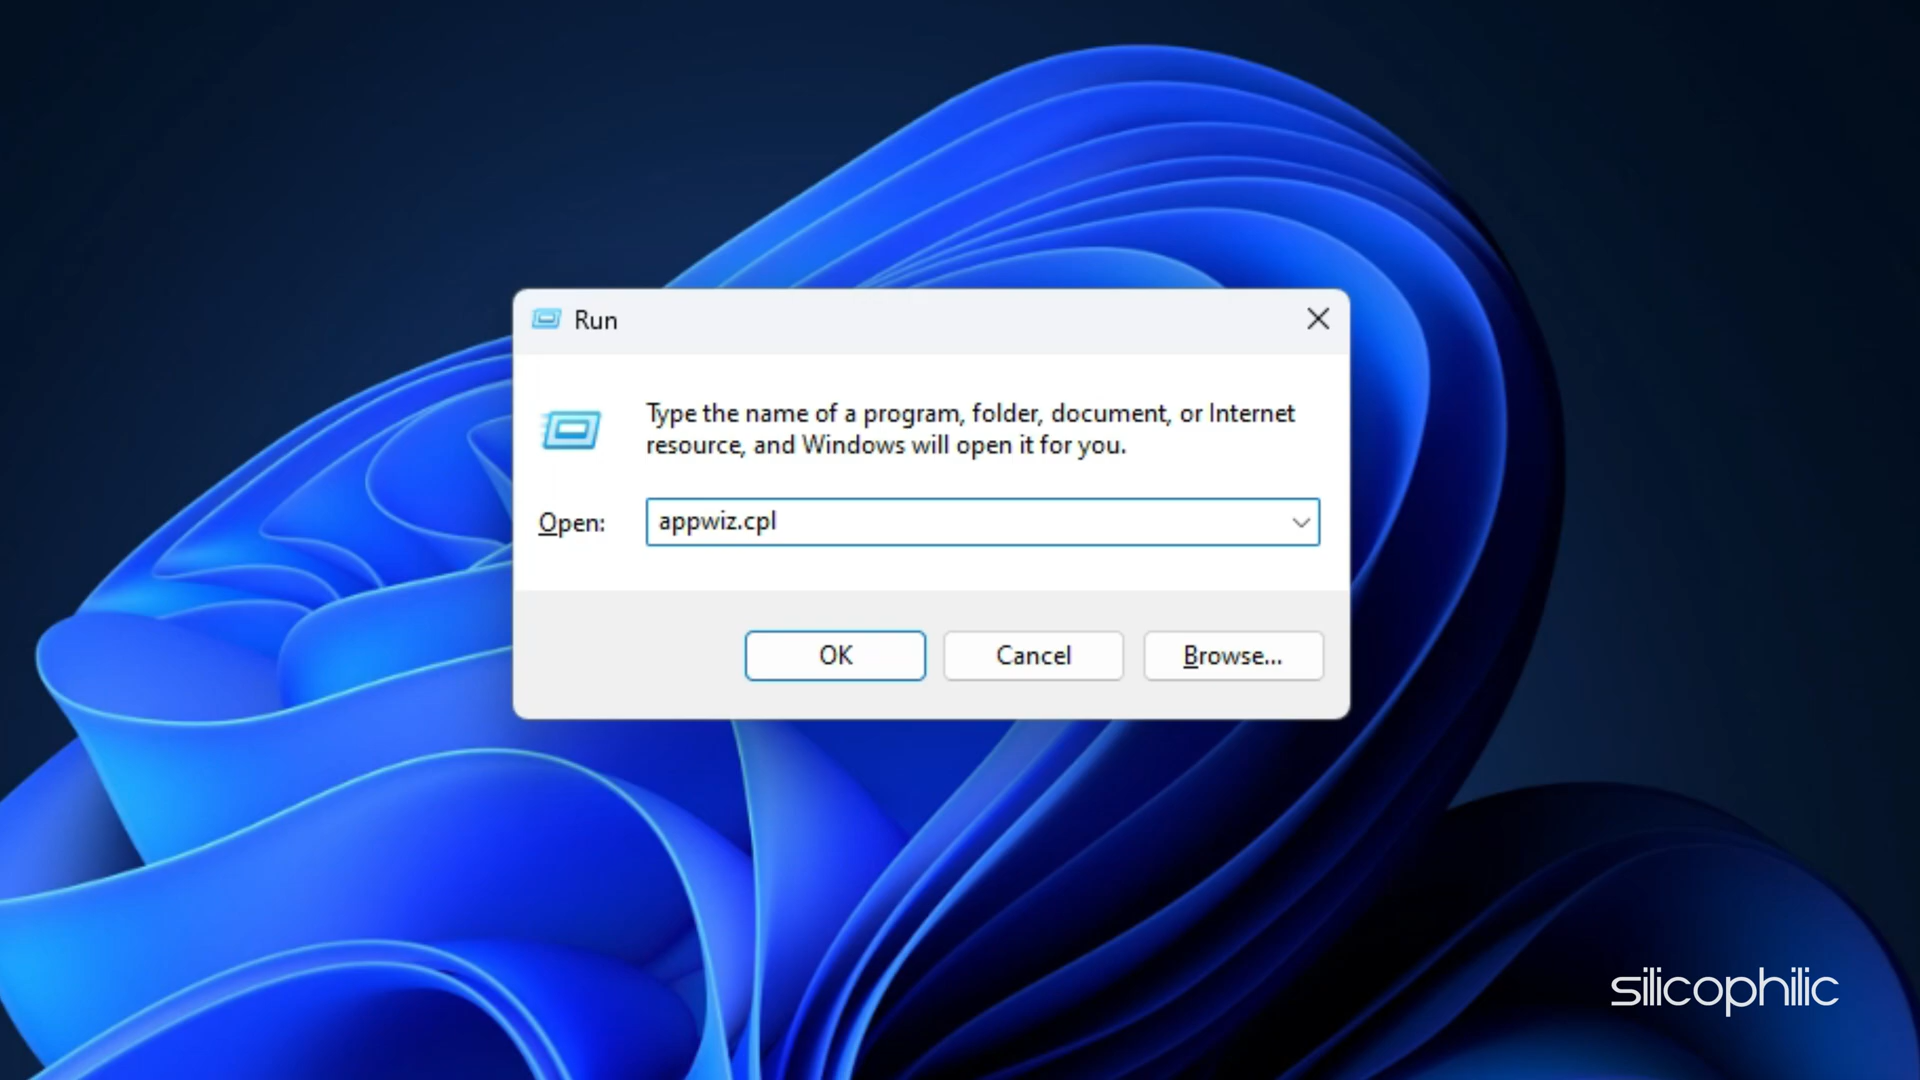 Run
Type the name of a program, folder, document, or Internet
resource, and Windows will open it for you.
Open: appwiz.cpl
OK Cancel Browse...
silicophilic